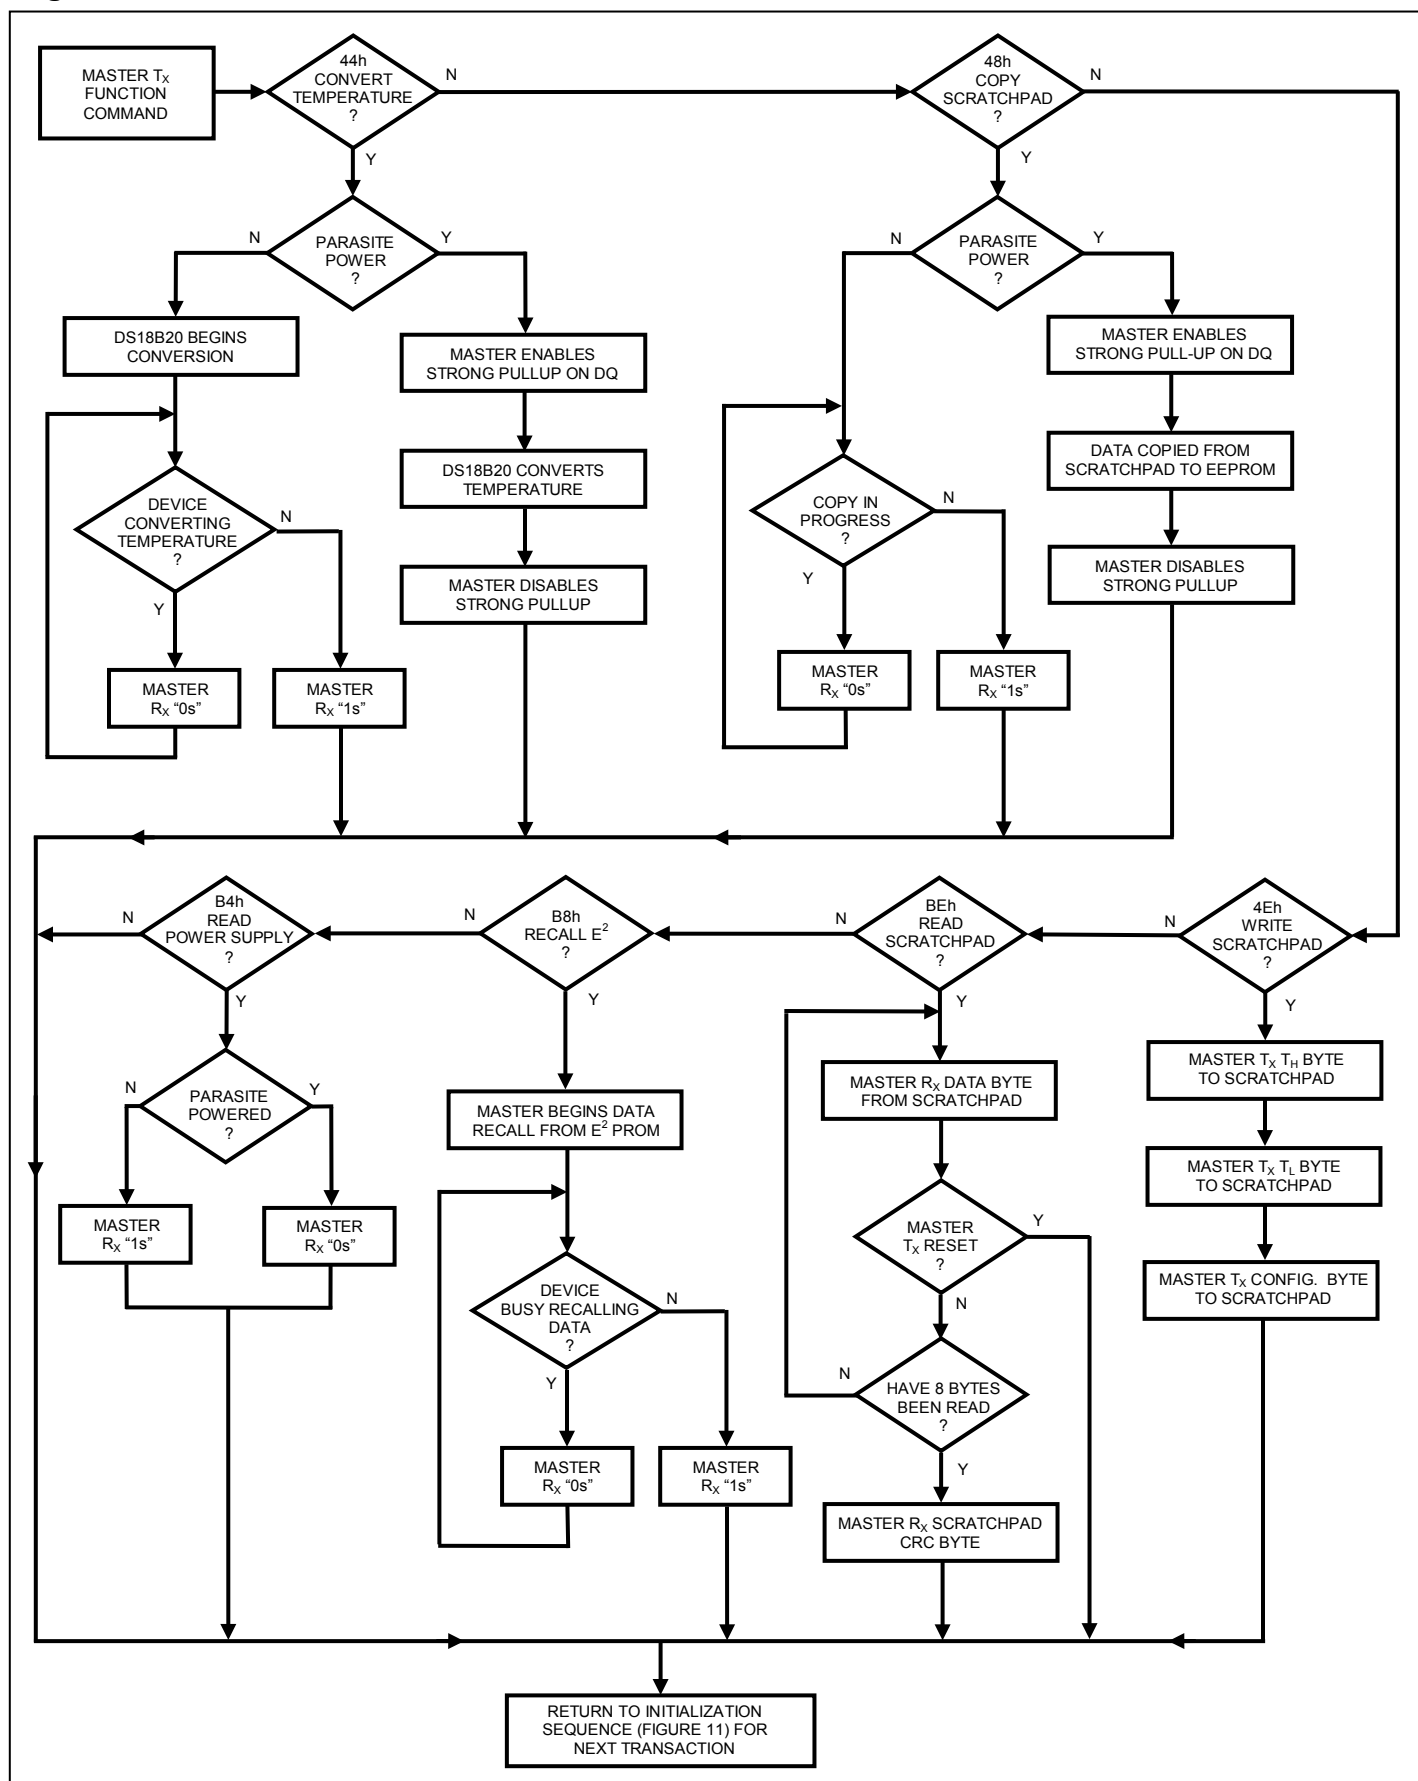 MASTER TX
FUNCTION
COMMAND
44h
CONVERT
TEMPERATURE
?
N
Y
48h
COPY
SCRATCHPAD
?
N
Y
PARASITE
POWER
?
N
Y
PARASITE
POWER
?
N
Y
DS18B20 BEGINS
CONVERSION
MASTER ENABLES
STRONG PULLUP ON DQ
MASTER ENABLES
STRONG PULL-UP ON DQ
DS18B20 CONVERTS
TEMPERATURE
DATA COPIED FROM
SCRATCHPAD TO EEPROM
DEVICE
CONVERTING
TEMPERATURE
?
N
Y
COPY IN
PROGRESS
?
N
Y
MASTER DISABLES
STRONG PULLUP
MASTER DISABLES
STRONG PULLUP
MASTER
RX “0s”
MASTER
RX “1s”
MASTER
RX “0s”
MASTER
RX “1s”
B4h
READ
POWER SUPPLY
?
N
Y
B8h
RECALL E2
?
N
Y
BEh
READ
SCRATCHPAD
?
N
Y
4Eh
WRITE
SCRATCHPAD
?
N
Y
PARASITE
POWERED
?
N
Y
MASTER
RX “1s”
MASTER
RX “0s”
MASTER BEGINS DATA
RECALL FROM E2 PROM
DEVICE
BUSY RECALLING
DATA
?
N
Y
MASTER
RX “0s”
MASTER
RX “1s”
MASTER RX DATA BYTE
FROM SCRATCHPAD
MASTER
TX RESET
?
Y
N
HAVE 8 BYTES
BEEN READ
?
N
Y
MASTER RX SCRATCHPAD
CRC BYTE
MASTER TX TH BYTE
TO SCRATCHPAD
MASTER TX TL BYTE
TO SCRATCHPAD
MASTER TX CONFIG. BYTE
TO SCRATCHPAD
RETURN TO INITIALIZATION
SEQUENCE (FIGURE 11) FOR
NEXT TRANSACTION